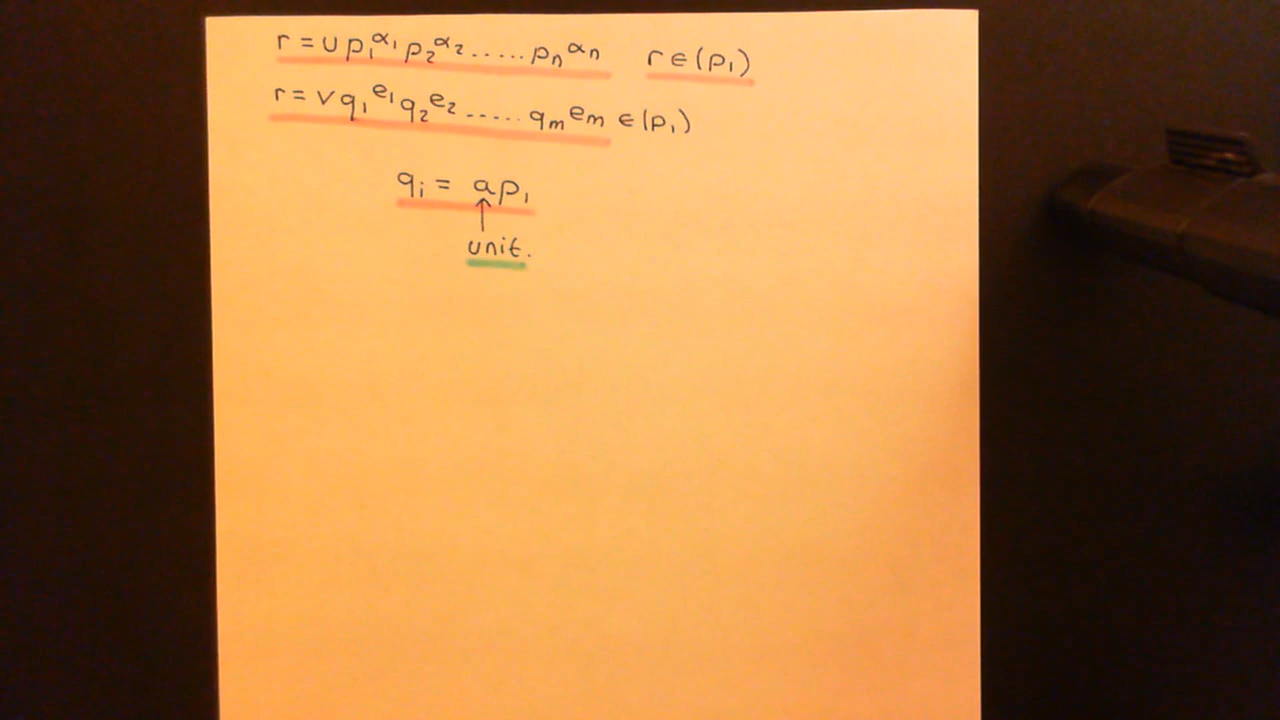 r = u p₁^α₁ p₂^α₂ ..... pₙ^αₙ r ∈ (p₁)
r = v q₁^e₁ q₂^e₂ ..... qₘ^eₘ ∈ (p₁)
qᵢ = a p₁
↑
unit.